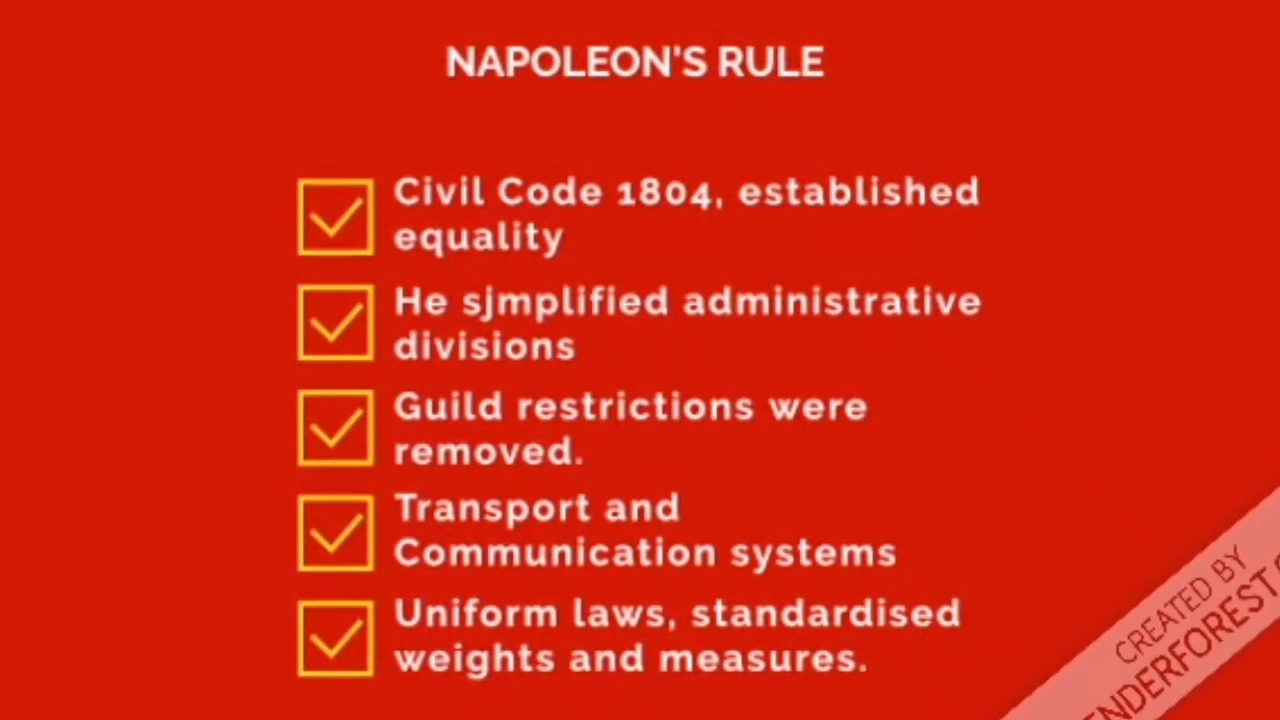 NAPOLEON'S RULE
Civil Code 1804, established
equality
He sjmplified administrative
divisions
Guild restrictions were
removed.
Transport and
Communication systems
Uniform laws, standardised
weights and measures.
CREATED BY
ENDERFOREST